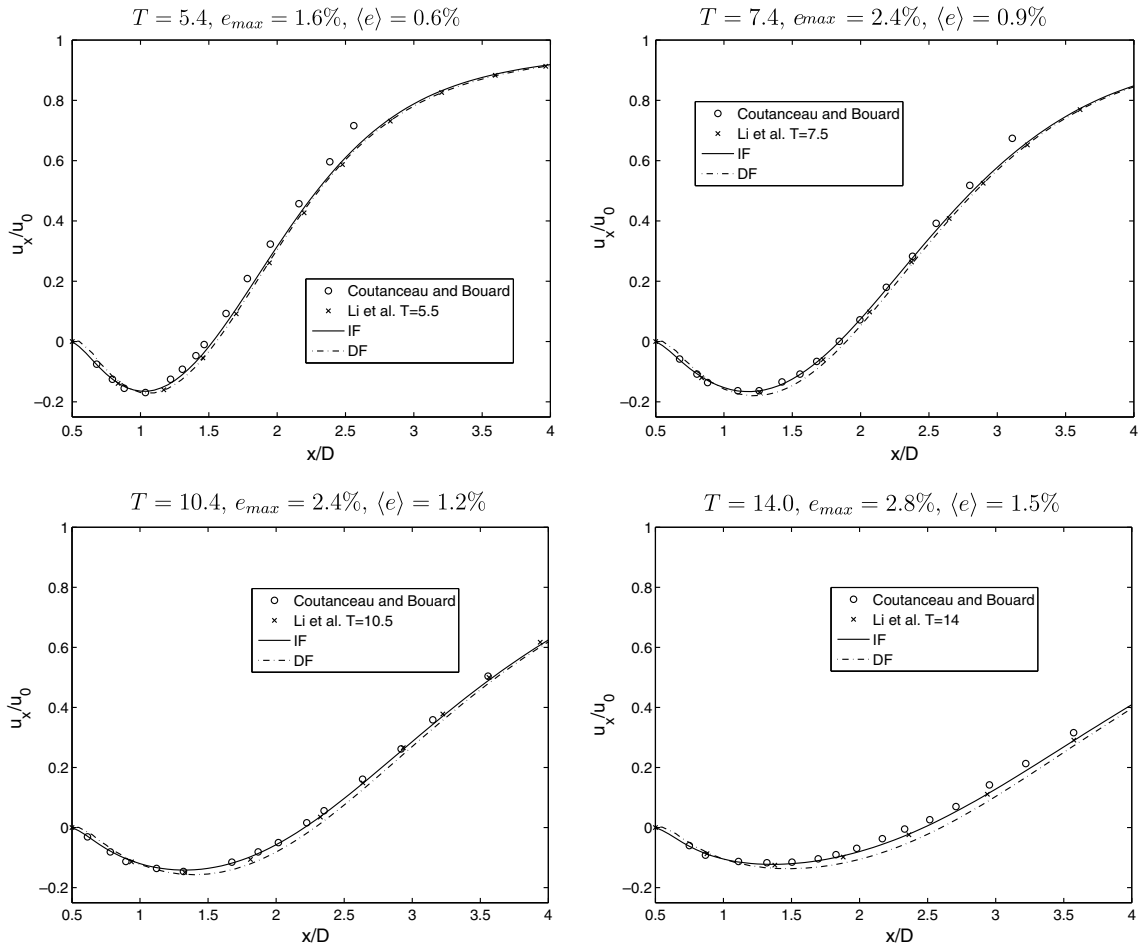 T = 5.4, e_max = 1.6%, ⟨e⟩ = 0.6%
1
0.8
0.6
0.4
0.2
0
−0.2
u_x/u_0
Coutanceau and Bouard
Li et al. T=5.5
IF
DF
0.5 1 1.5 2 2.5 3 3.5 4
x/D
T = 7.4, e_max = 2.4%, ⟨e⟩ = 0.9%
1
0.8
0.6
0.4
0.2
0
−0.2
u_x/u_0
Coutanceau and Bouard
Li et al. T=7.5
IF
DF
0.5 1 1.5 2 2.5 3 3.5 4
x/D
T = 10.4, e_max = 2.4%, ⟨e⟩ = 1.2%
1
0.8
0.6
0.4
0.2
0
−0.2
u_x/u_0
Coutanceau and Bouard
Li et al. T=10.5
IF
DF
0.5 1 1.5 2 2.5 3 3.5 4
x/D
T = 14.0, e_max = 2.8%, ⟨e⟩ = 1.5%
1
0.8
0.6
0.4
0.2
0
−0.2
u_x/u_0
Coutanceau and Bouard
Li et al. T=14
IF
DF
0.5 1 1.5 2 2.5 3 3.5 4
x/D